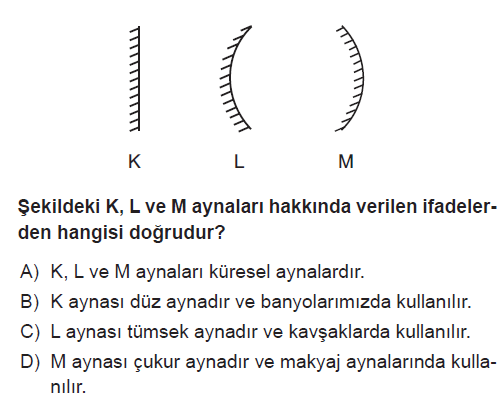 K L M
Şekildeki K, L ve M aynaları hakkında verilen ifadeler-
den hangisi doğrudur?
A) K, L ve M aynaları küresel aynalardır.
B) K aynası düz aynadır ve banyolarımızda kullanılır.
C) L aynası tümsek aynadır ve kavşaklarda kullanılır.
D) M aynası çukur aynadır ve makyaj aynalarında kulla-
nılır.